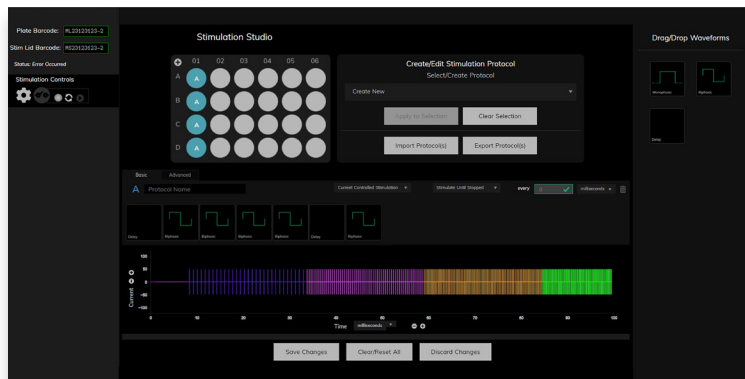 Plate Barcode: ML23123123-2
Stim Lid Barcode: MS23123123-2
Status: Error Occurred
Stimulation Controls
Stimulation Studio
01 02 03 04 05 06
A A
B A
C A
D A
Create/Edit Stimulation Protocol
Select/Create Protocol
Create New
Apply to Selection Clear Selection
Import Protocol(s) Export Protocol(s)
Drag/Drop Waveforms
Monophasic Biphasic
Delay
Basic Advanced
A Protocol Name Current Controlled Stimulation Stimulate Until Stopped every milliseconds
Delay Biphasic Biphasic Biphasic Biphasic Delay Biphasic
Current
100
50
0
-50
-100
0 10 20 30 40 50 60 70 80 90 100
Time milliseconds
Save Changes Clear/Reset All Discard Changes